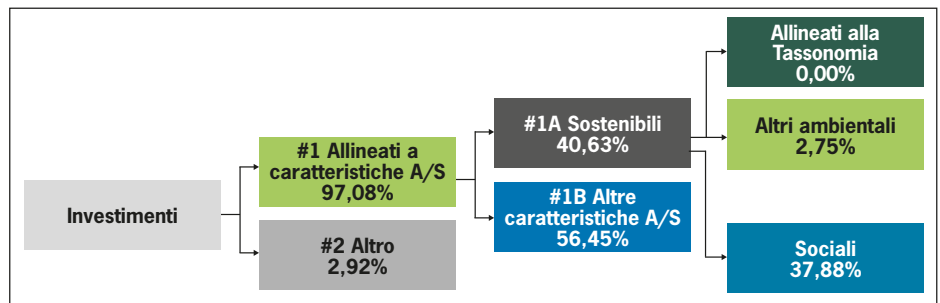 Investimenti
#1 Allineati a
caratteristiche A/S
97,08%
#2 Altro
2,92%
#1A Sostenibili
40,63%
#1B Altre
caratteristiche A/S
56,45%
Allineati alla
Tassonomia
0,00%
Altri ambientali
2,75%
Sociali
37,88%